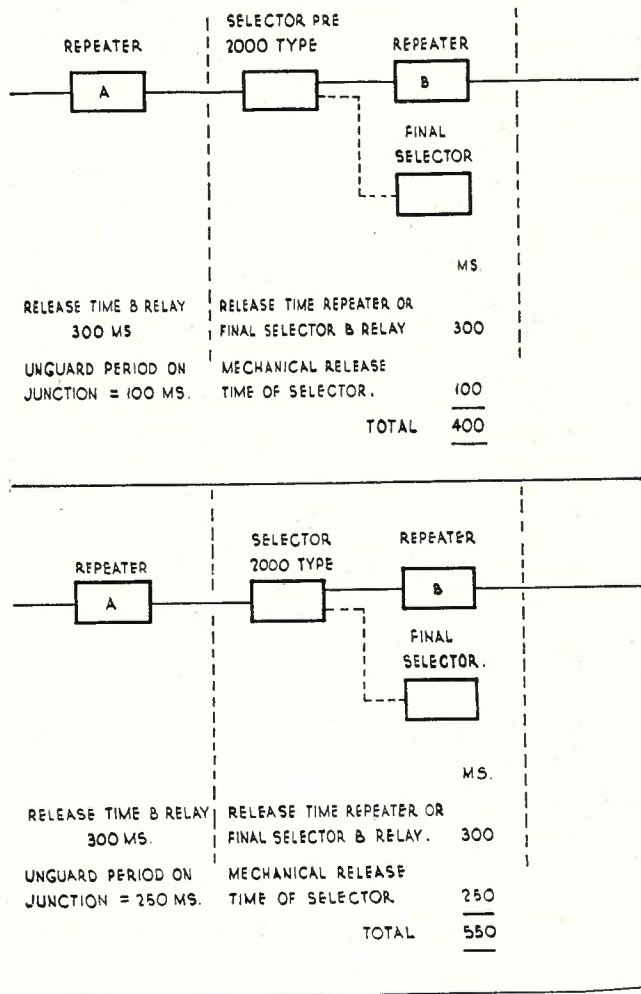 SELECTOR PRE
2000 TYPE
REPEATER
REPEATER
A
B
FINAL
SELECTOR
MS.
RELEASE TIME B RELAY
300 MS
RELEASE TIME REPEATER OR
FINAL SELECTOR B RELAY 300
UNGUARD PERIOD ON
JUNCTION = 100 MS.
MECHANICAL RELEASE
TIME OF SELECTOR. 100
TOTAL 400
SELECTOR
2000 TYPE
REPEATER
REPEATER
A
B
FINAL
SELECTOR.
MS.
RELEASE TIME B RELAY
300 MS.
RELEASE TIME REPEATER OR
FINAL SELECTOR B RELAY. 300
UNGUARD PERIOD ON
JUNCTION = 250 MS.
MECHANICAL RELEASE
TIME OF SELECTOR 250
TOTAL 550